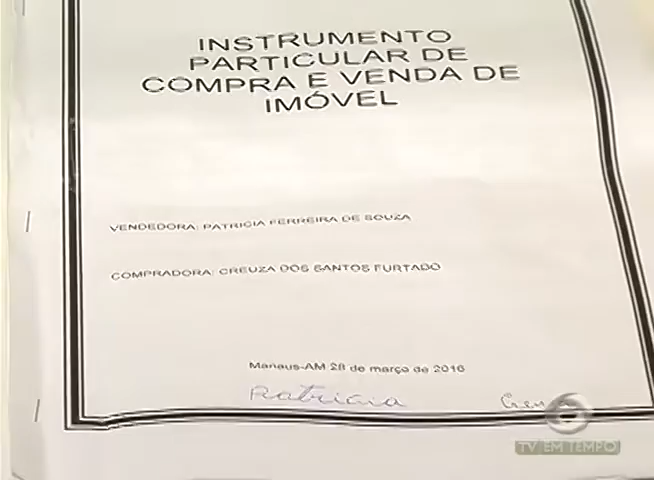 INSTRUMENTO
PARTICULAR DE
COMPRA E VENDA DE
IMÓVEL
VENDEDORA: PATRICIA FERREIRA DE SOUZA
COMPRADORA: CREUZA DOS SANTOS FURTADO
Manaus-AM 28 de março de 2016
Patricia
TV EM TEMPO